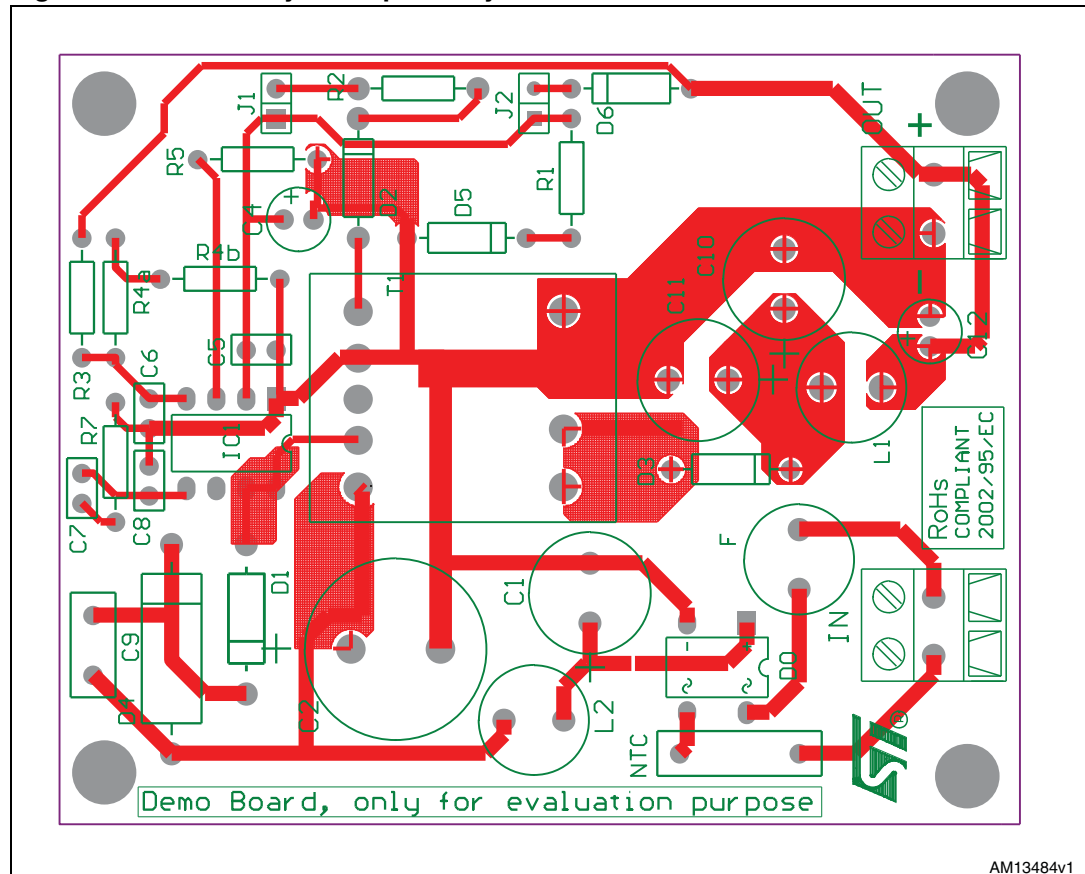 J1
R2
J2
D6
OUT
+
R5
+
C4
D2
D5
R1
R4b
R4a
T1
C10
C11
+
+
-
+
C12
R3
C6
C5
R7
IC1
D3
L1
RoHs
COMPLIANT
2002/95/EC
C7
C8
F
D1
C1
IN
C9
D4
+
C2
+
L2
-
+
~
~
D0
NTC
ST
®
Demo Board, only for evaluation purpose
AM13484v1